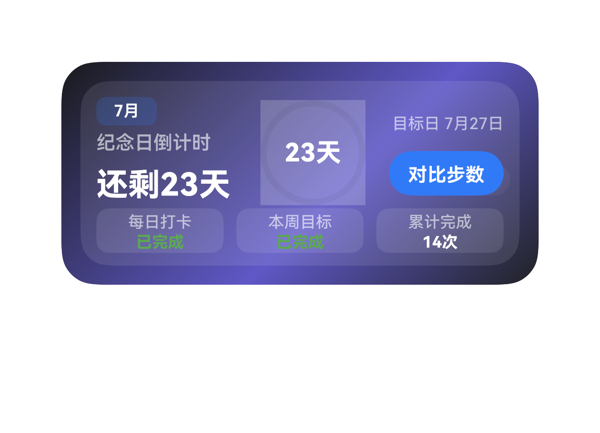 7月
纪念日倒计时
还剩23天
23天
目标日 7月27日
对比步数
每日打卡
已完成
本周目标
已完成
累计完成
14次